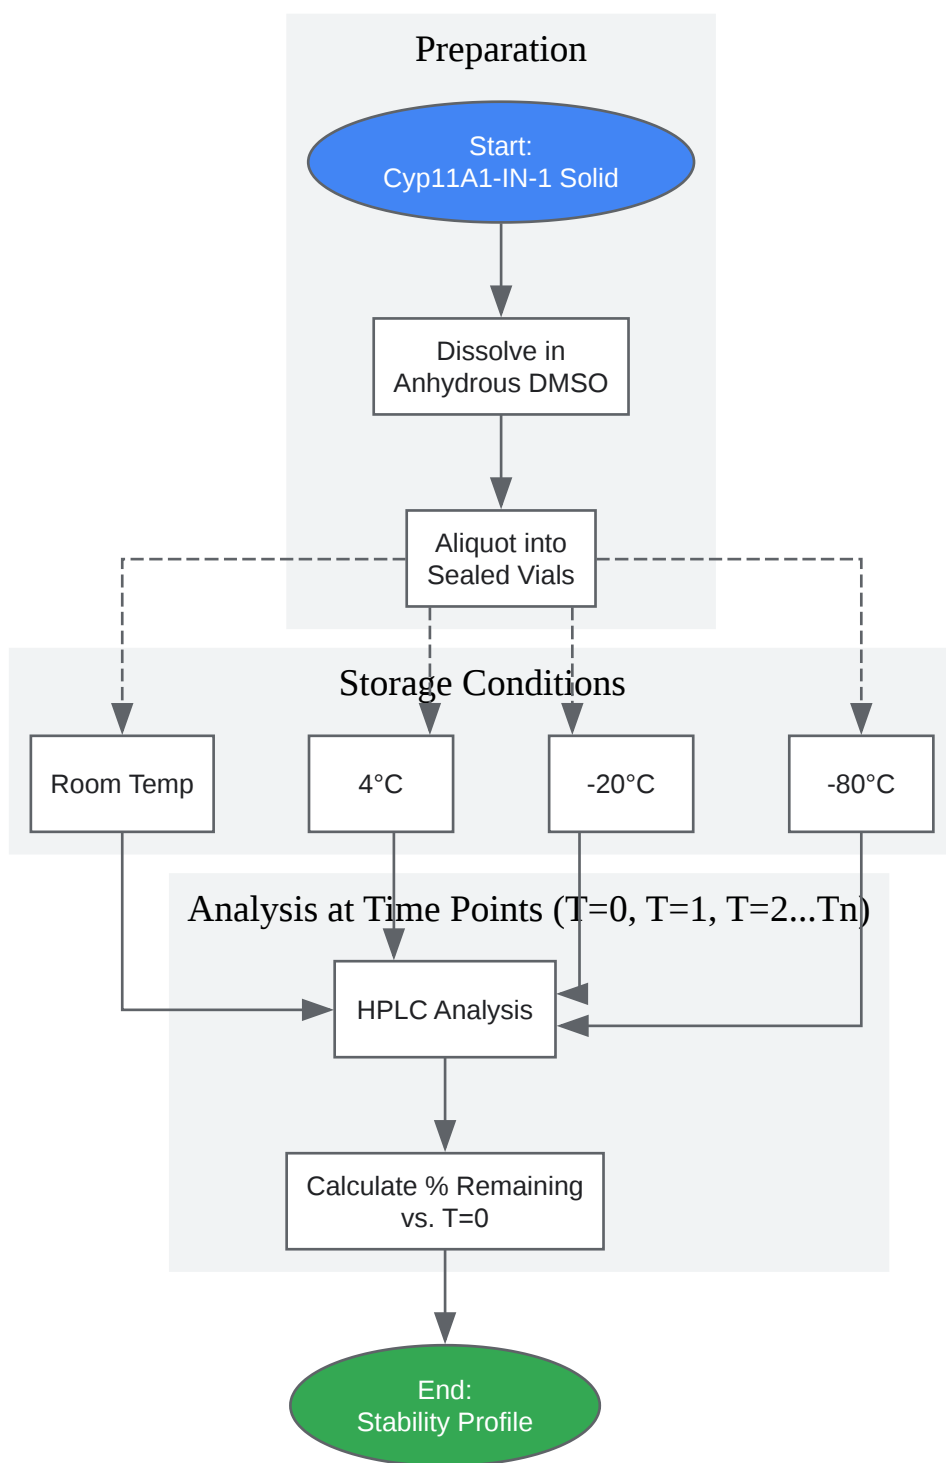 Preparation
Start:
Cyp11A1-IN-1 Solid
Dissolve in
Anhydrous DMSO
Aliquot into
Sealed Vials
Storage Conditions
Room Temp
4°C
-20°C
-80°C
Analysis at Time Points (T=0, T=1, T=2...Tn)
HPLC Analysis
Calculate % Remaining
vs. T=0
End:
Stability Profile